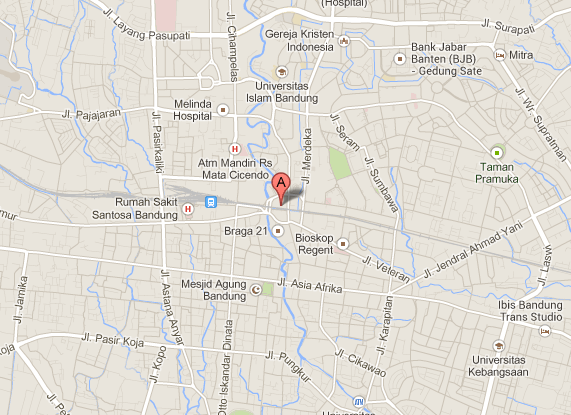 (Hospital)
Jl. Surapati
Jl. Layang Pasupati
Jl. Cihampelas
Gereja Kristen
Indonesia
Bank Jabar
Banten (BJB)
- Gedung Sate
Mitra
Universitas
Islam Bandung
Melinda
Hospital
Jl. Wr. Supratman
Jl. Pajajaran
Jl. Pasirkaliki
Jl. Merdeka
Jl. Seram
Atm Mandiri Rs
Mata Cicendo
Jl. Sumbawa
Taman
Pramuka
A
Rumah Sakit
Santosa Bandung
Braga 21
Bioskop
Regent
Jl. Jendral Ahmad Yani
Jl. Veteran
Jl. Jamika
Jl. Astana Anyar
Mesjid Agung
Bandung
Jl. Asia Afrika
Jl. Karapitan
Ibis Bandung
Trans Studio
Jl. Pasir Koja
Koja
Jl. Kopo
Otto Iskandar Dinata
Jl. Pungkur
Jl. Cikawao
Universitas
Kebangsaan